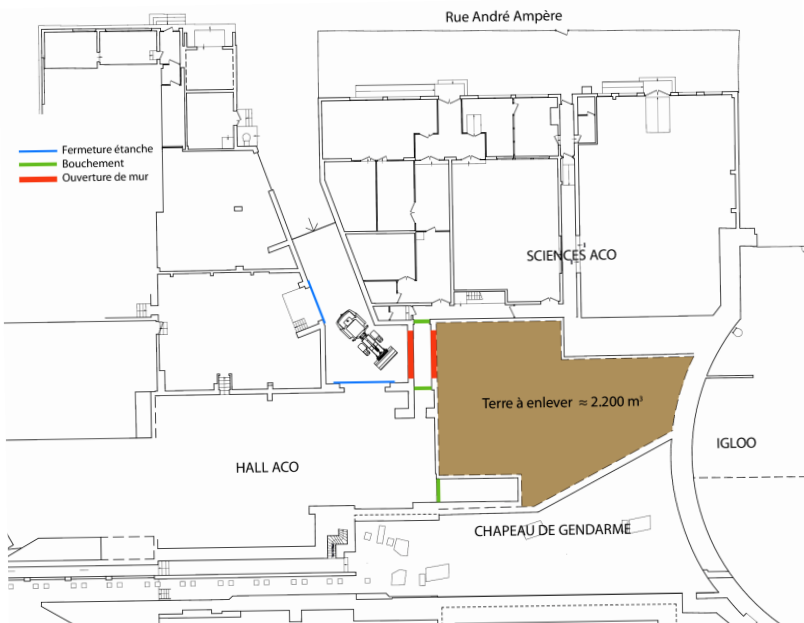 Rue André Ampère
Fermeture étanche
Bouchement
Ouverture de mur
SCIENCES ACO
Terre à enlever ≈ 2.200 m³
IGLOO
HALL ACO
CHAPEAU DE GENDARME